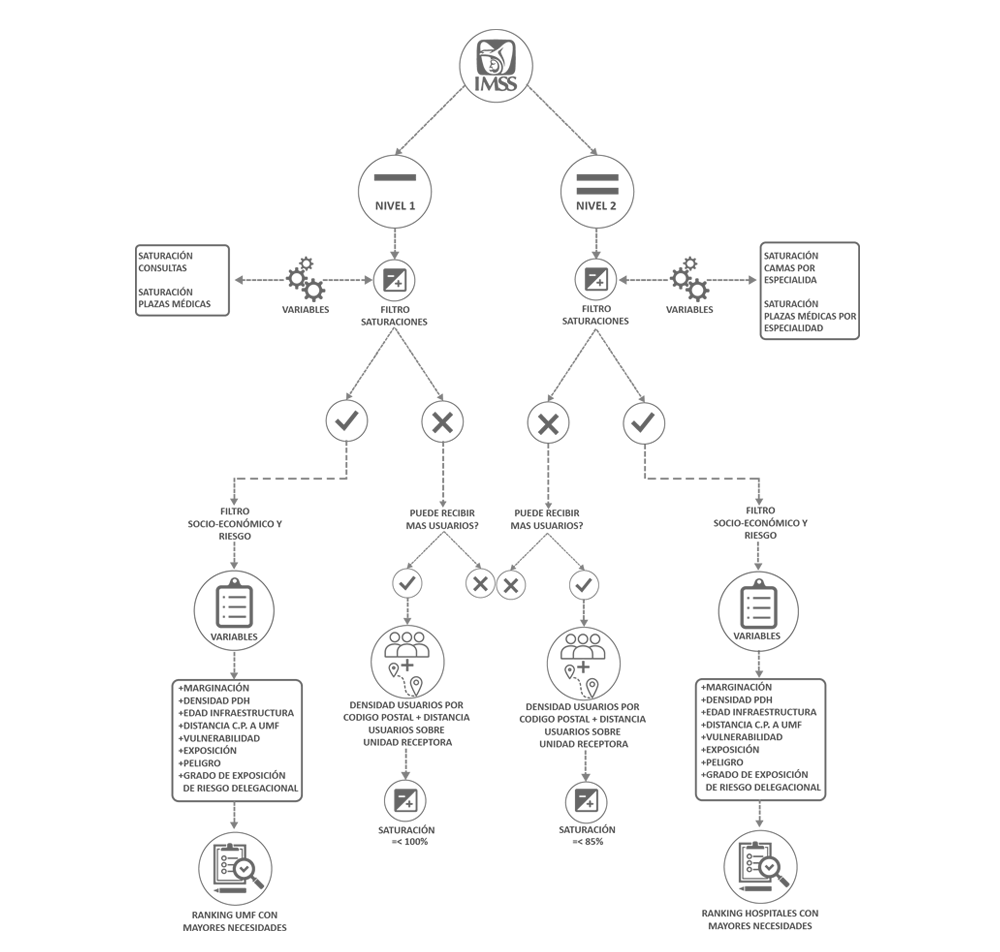 IMSS
NIVEL 1
NIVEL 2
SATURACIÓN
CONSULTAS
SATURACIÓN
PLAZAS MÉDICAS
VARIABLES
FILTRO
SATURACIONES
FILTRO
SATURACIONES
VARIABLES
SATURACIÓN
CAMAS POR
ESPECIALIDA
SATURACIÓN
PLAZAS MÉDICAS POR
ESPECIALIDAD
FILTRO
SOCIO-ECONÓMICO Y
RIESGO
PUEDE RECIBIR
MAS USUARIOS?
PUEDE RECIBIR
MAS USUARIOS?
FILTRO
SOCIO-ECONÓMICO Y
RIESGO
VARIABLES
VARIABLES
+MARGINACIÓN
+DENSIDAD PDH
+EDAD INFRAESTRUCTURA
+DISTANCIA C.P. A UMF
+VULNERABILIDAD
+EXPOSICIÓN
+PELIGRO
+GRADO DE EXPOSICIÓN
DE RIESGO DELEGACIONAL
DENSIDAD USUARIOS POR
CODIGO POSTAL + DISTANCIA
USUARIOS SOBRE
UNIDAD RECEPTORA
DENSIDAD USUARIOS POR
CODIGO POSTAL + DISTANCIA
USUARIOS SOBRE
UNIDAD RECEPTORA
+MARGINACIÓN
+DENSIDAD PDH
+EDAD INFRAESTRUCTURA
+DISTANCIA C.P. A UMF
+VULNERABILIDAD
+EXPOSICIÓN
+PELIGRO
+GRADO DE EXPOSICIÓN
DE RIESGO DELEGACIONAL
SATURACIÓN
=< 100%
SATURACIÓN
=< 85%
RANKING UMF CON
MAYORES NECESIDADES
RANKING HOSPITALES CON
MAYORES NECESIDADES